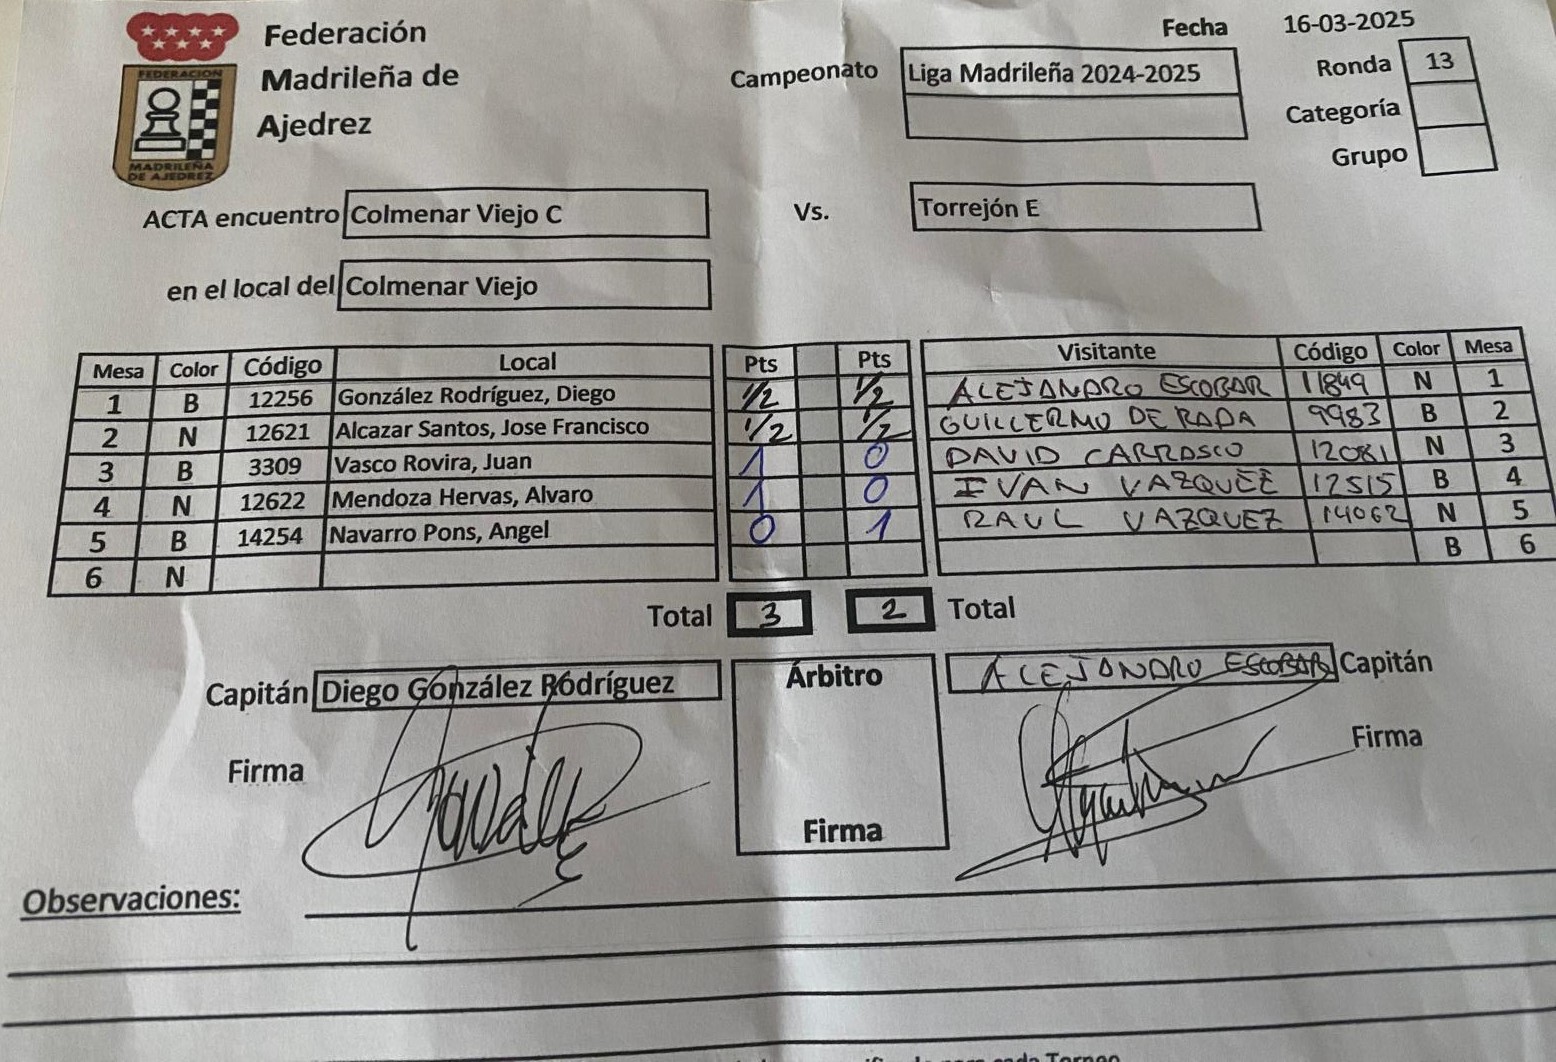 Federación
Madrileña de
Ajedrez
FEDERACION
MADRILEÑA
DE AJEDREZ
Fecha 16-03-2025
Campeonato Liga Madrileña 2024-2025
Ronda 13
Categoría
Grupo
ACTA encuentro Colmenar Viejo C Vs. Torrejón E
en el local del Colmenar Viejo
Mesa Color Código Local Pts Pts Visitante Código Color Mesa
1 B 12256 González Rodríguez, Diego 1/2 1/2 ALEJANDRO ESCOBAR 11849 N 1
2 N 12621 Alcazar Santos, Jose Francisco 1/2 1/2 GUILLERMO DE RADA 9983 B 2
3 B 3309 Vasco Rovira, Juan 1 0 DAVID CARRASCO 12081 N 3
4 N 12622 Mendoza Hervas, Alvaro 1 0 IVAN VAZQUEZ 12515 B 4
5 B 14254 Navarro Pons, Angel 0 1 RAUL VAZQUEZ 14062 N 5
6 N B 6
Total 3 2 Total
Capitán Diego González Rodríguez Árbitro ALEJANDRO ESCOBAR Capitán
Firma Firma
Firma
Observaciones: